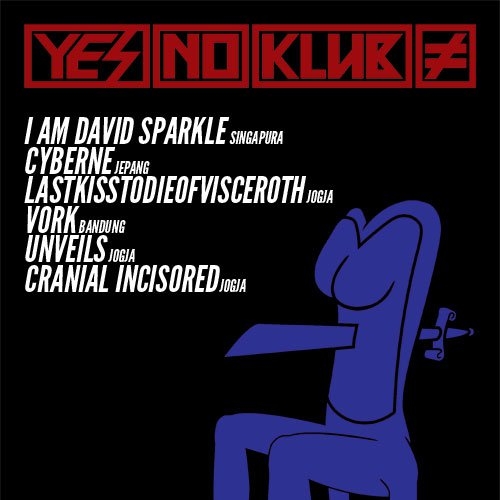 YES NO KLUB ≠
I AM DAVID SPARKLE SINGAPURA
CYBERNE JEPANG
LASTKISSTODIEOFVISCEROTH JOGJA
VORK BANDUNG
UNVEILS JOGJA
CRANIAL INCISORED JOGJA